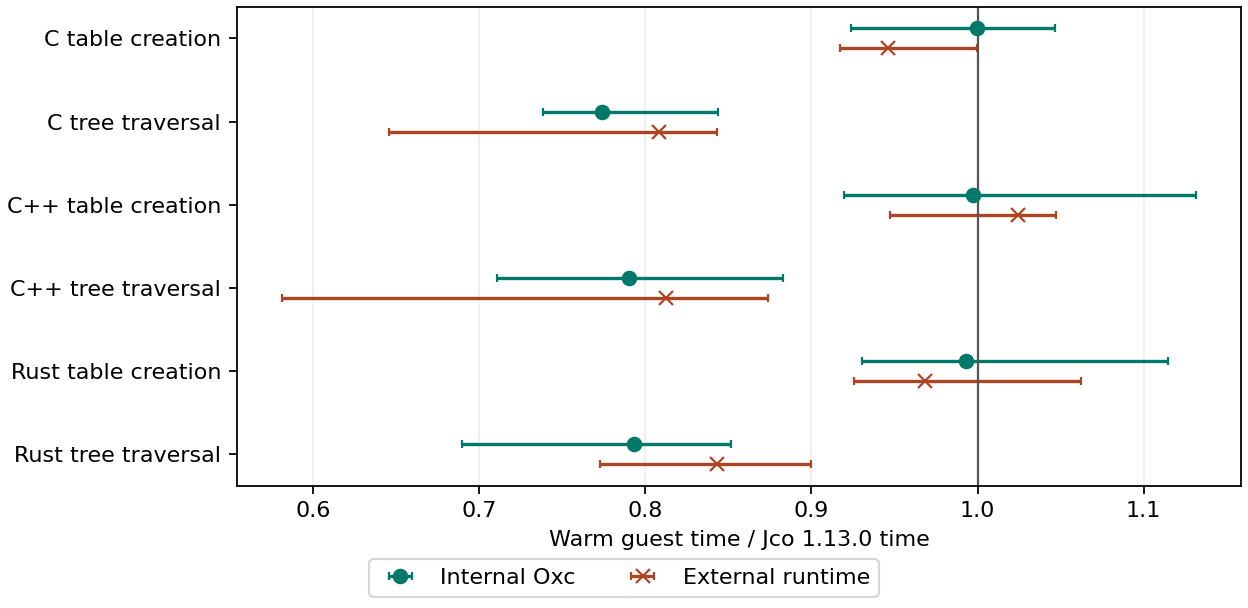 C table creation
C tree traversal
C++ table creation
C++ tree traversal
Rust table creation
Rust tree traversal
0.6 0.7 0.8 0.9 1.0 1.1
Warm guest time / Jco 1.13.0 time
Internal Oxc External runtime